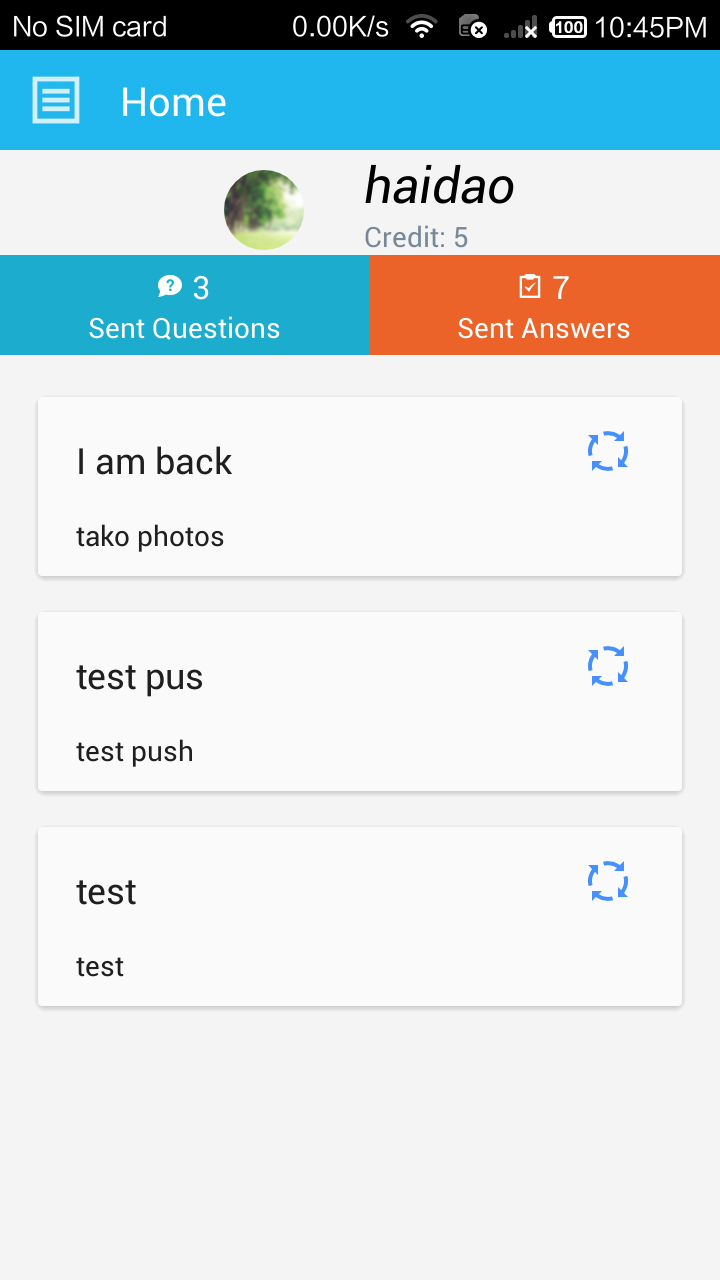 No SIM card 0.00K/s 100 10:45PM
Home
haidao
Credit: 5
3
Sent Questions
7
Sent Answers
I am back
tako photos
test pus
test push
test
test